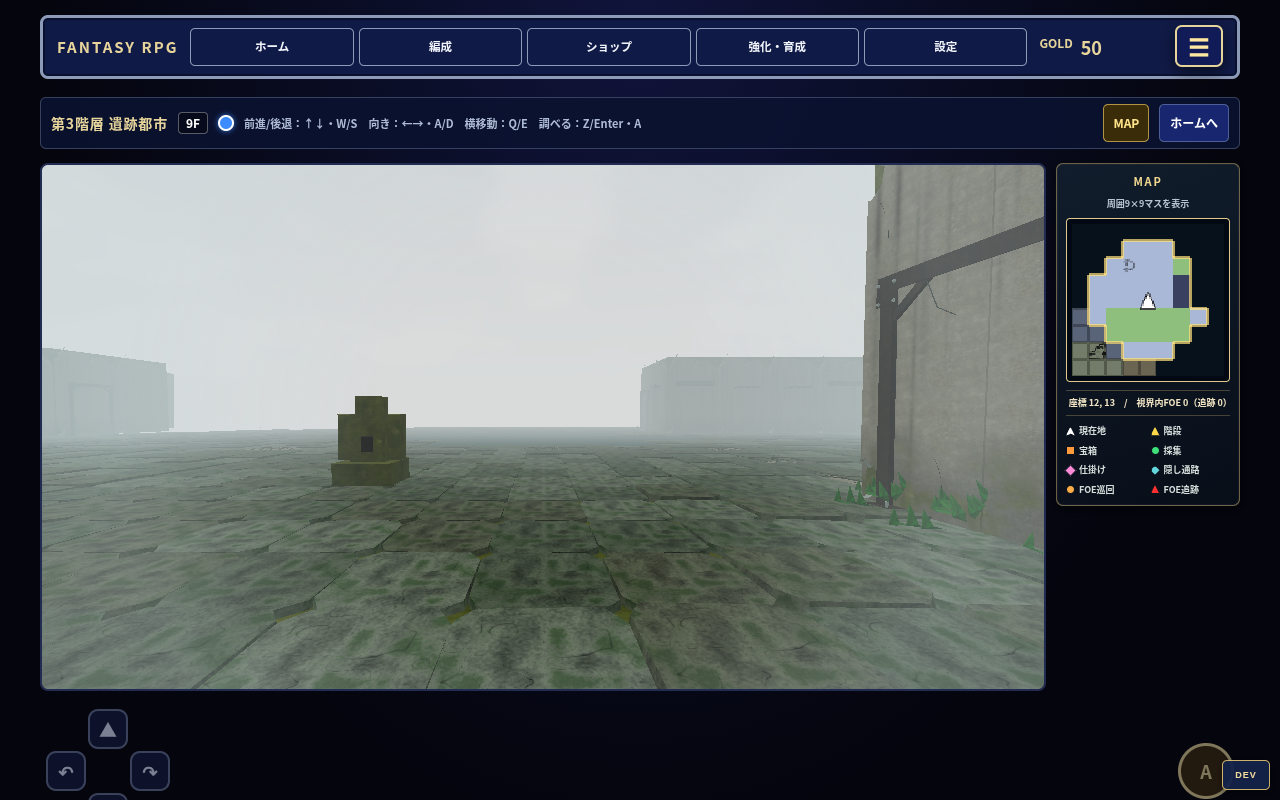 FANTASY RPG
ホーム
編成
ショップ
強化・育成
設定
GOLD 50
第3階層 遺跡都市
9F
前進/後退：↑↓・W/S 向き：←→・A/D 横移動：Q/E 調べる：Z/Enter・A
MAP
ホームへ
MAP
周囲9×9マスを表示
座標 12, 13 / 視界内FOE 0（追跡 0）
現在地
階段
宝箱
採集
仕掛け
隠し通路
FOE巡回
FOE追跡
A
DEV